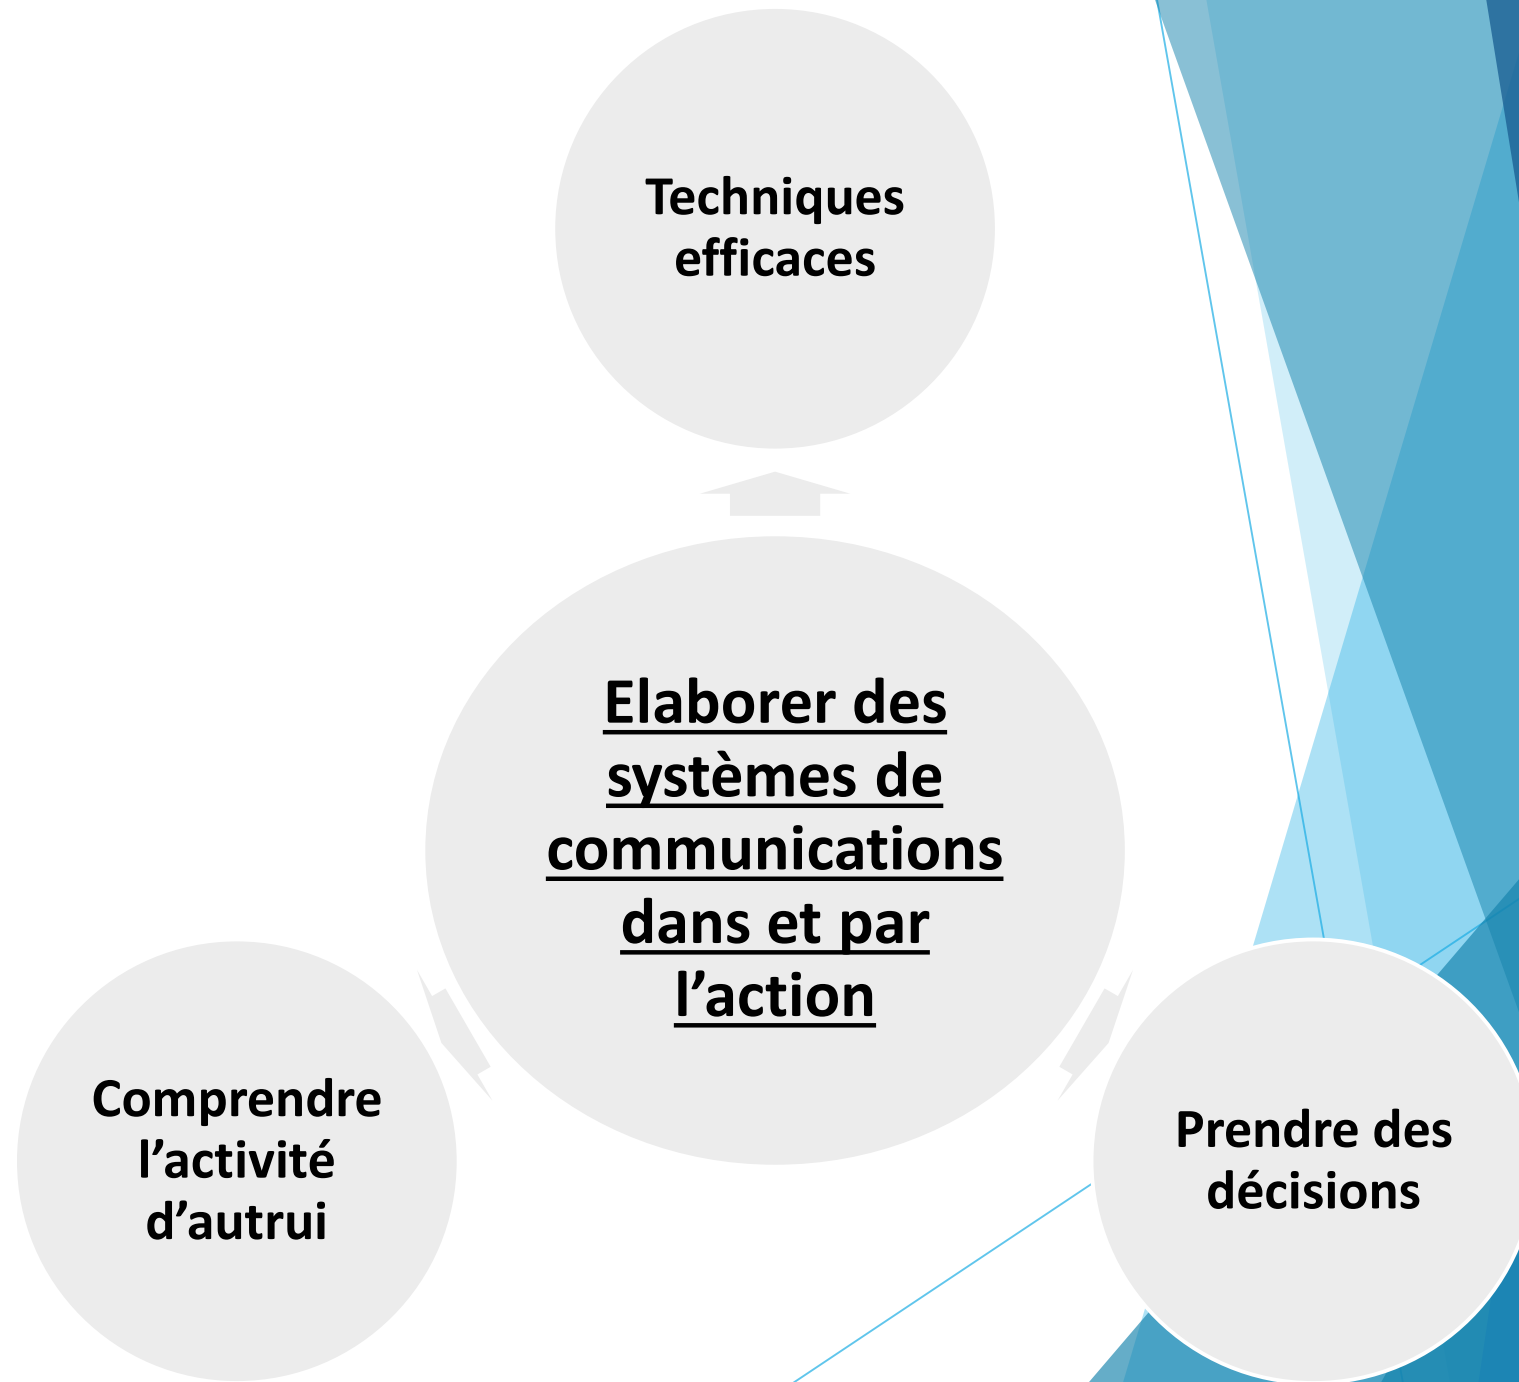 Techniques
efficaces
Elaborer des
systèmes de
communications
dans et par
l’action
Comprendre
l’activité
d’autrui
Prendre des
décisions